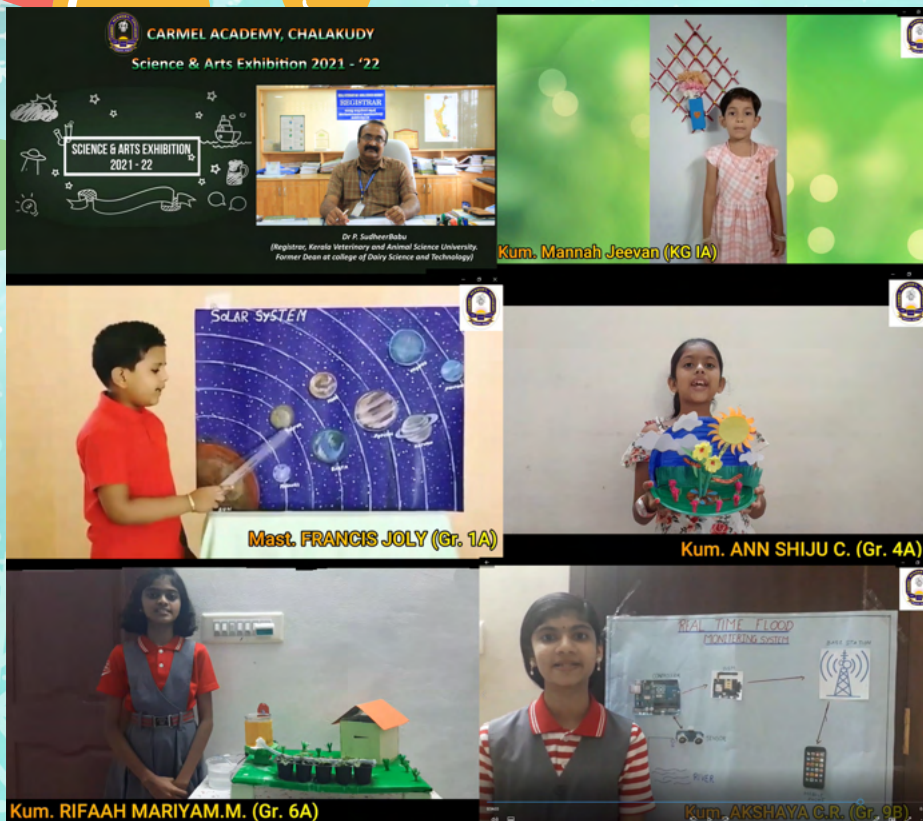 CARMEL ACADEMY, CHALAKUDY
Science & Arts Exhibition 2021 - '22
SCIENCE & ARTS EXHIBITION
2021 - 22
REGISTRAR
Dr P. SudheerBabu
(Registrar, Kerala Veterinary and Animal Science University.
Former Dean at college of Dairy Science and Technology)
Kum. Mannah Jeevan (KG IA)
SOLAR SYSTEM
Mast. FRANCIS JOLY (Gr. 1A)
Kum. ANN SHIJU C. (Gr. 4A)
Kum. RIFAAH MARIYAM.M. (Gr. 6A)
REAL TIME FLOOD
MONITERING SYSTEM
BASE STATION
RIVER
Kum. AKSHAYA C.R. (Gr. 9B)